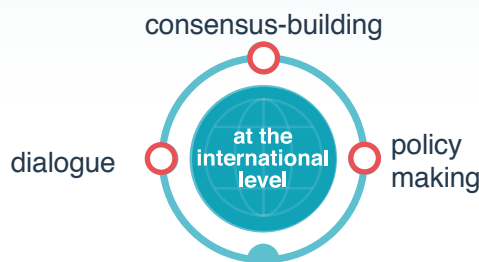 consensus-building
dialogue
at the
international
level
policy
making